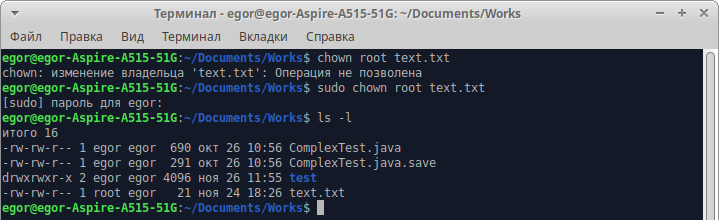 Терминал - egor@egor-Aspire-A515-51G: ~/Documents/Works
Файл Правка Вид Терминал Вкладки Справка
egor@egor-Aspire-A515-51G:~/Documents/Works$ chown root text.txt
chown: изменение владельца 'text.txt': Операция не позволена
egor@egor-Aspire-A515-51G:~/Documents/Works$ sudo chown root text.txt
[sudo] пароль для egor:
egor@egor-Aspire-A515-51G:~/Documents/Works$ ls -l
итого 16
-rw-rw-r-- 1 egor egor  690 окт 26 10:56 ComplexTest.java
-rw-rw-r-- 1 egor egor  291 окт 26 10:56 ComplexTest.java.save
drwxrwxr-x 2 egor egor 4096 ноя 26 11:55 test
-rw-rw-r-- 1 root egor   21 ноя 24 18:26 text.txt
egor@egor-Aspire-A515-51G:~/Documents/Works$